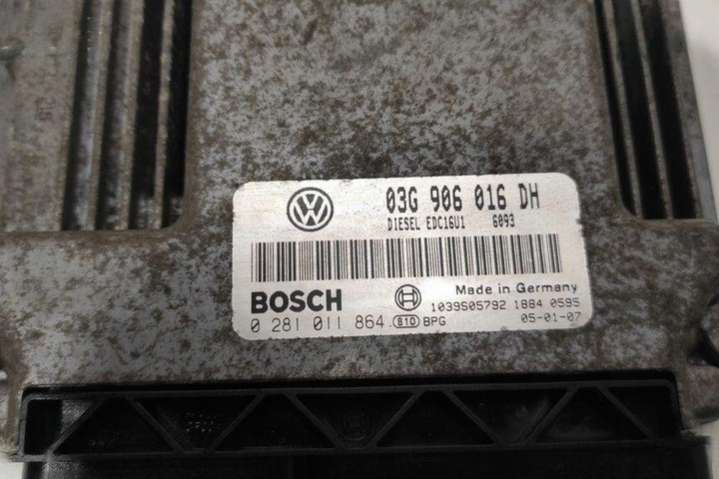 03G 906 016 DH
DIESEL EDC16U1 6093
BOSCH
Made in Germany
1039S05792 1884 0595
0 281 011 864 810 BPG
05-01-07